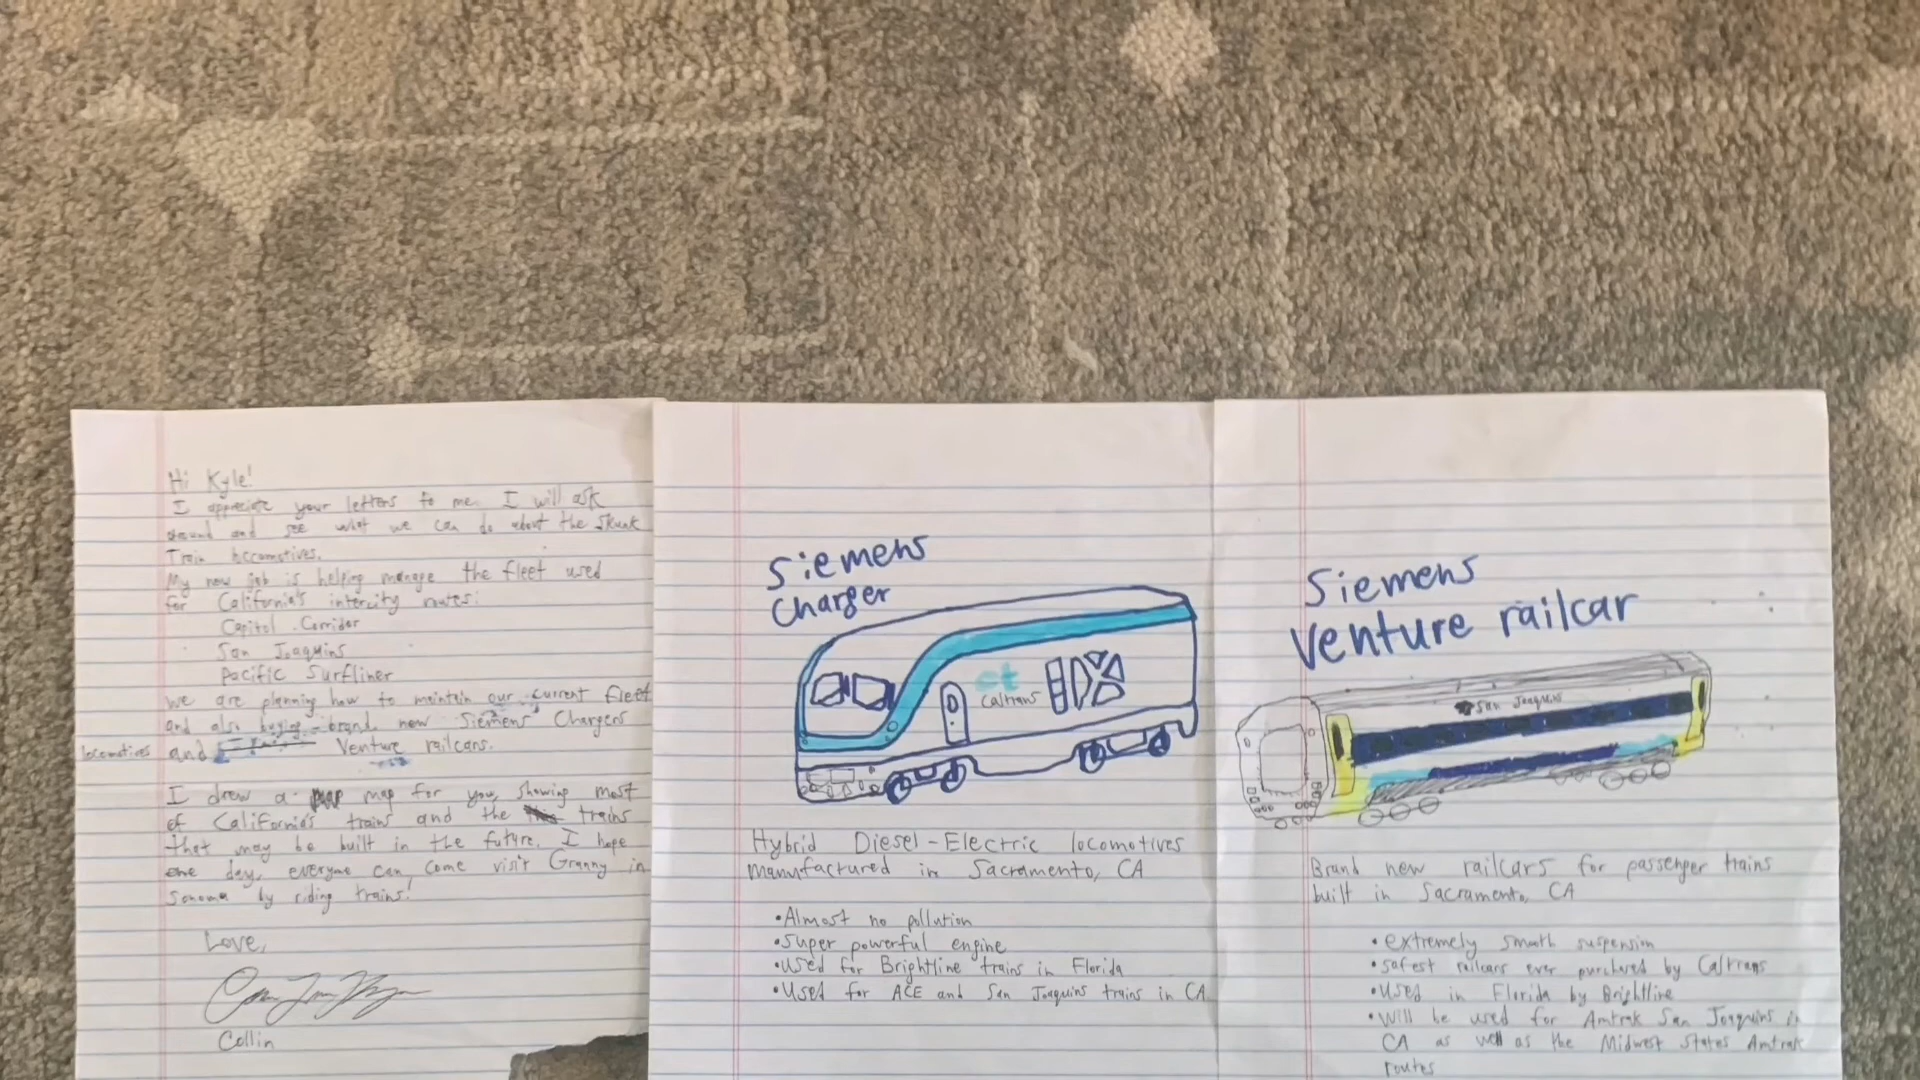 Hi Kyle!
I appreciate your letters to me. I will ask
around and see what we can do about the Skunk
Train locomotives.
My new job is helping manage the fleet used
for California's intercity routes:
Capitol Corridor
San Joaquins
Pacific Surfliner
we are planning how to maintain our current fleet
and also buying brand new Siemens Chargers
locomotives and Venture railcars.
I drew a map for you, showing most
of California's trains and the trains
that may be built in the future. I hope
one day, everyone can come visit Granny in
Sonoma by riding trains!
Love,
Collin
Siemens
Charger
ct
Caltrans
Hybrid Diesel-Electric locomotives
manufactured in Sacramento, CA
•Almost no pollution
•Super powerful engine
•Used for Brightline trains in Florida
•Used for ACE and San Joaquins trains in CA
Siemens
Venture railcar
San Joaquins
Brand new railcars for passenger trains
built in Sacramento, CA
•extremely smooth suspension
•safest railcars ever purchased by Caltrans
•Used in Florida by Brightline
•Will be used for Amtrak San Joaquins in
CA as well as the Midwest States Amtrak
routes